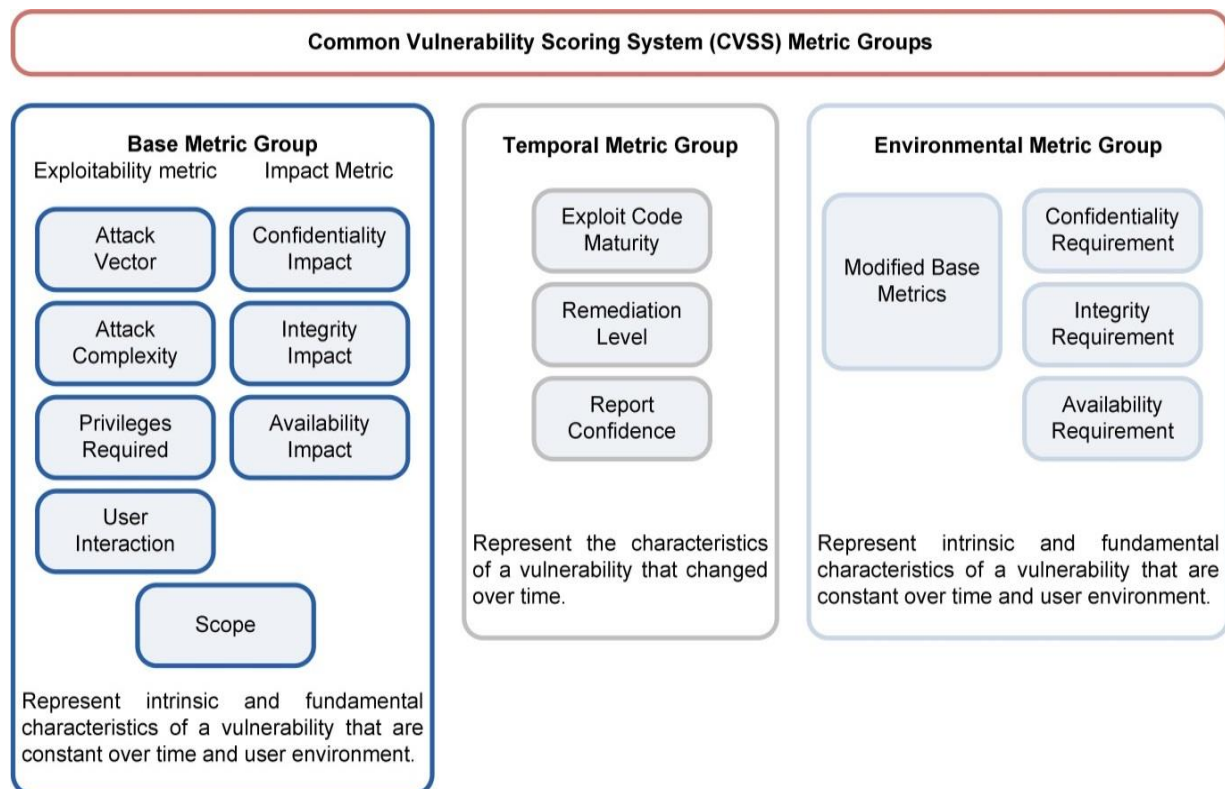 Common Vulnerability Scoring System (CVSS) Metric Groups
Base Metric Group
Exploitability metric
Impact Metric
Attack
Vector
Confidentiality
Impact
Attack
Complexity
Integrity
Impact
Privileges
Required
Availability
Impact
User
Interaction
Scope
Represent intrinsic and fundamental
characteristics of a vulnerability that are
constant over time and user environment.
Temporal Metric Group
Exploit Code
Maturity
Remediation
Level
Report
Confidence
Represent the characteristics
of a vulnerability that changed
over time.
Environmental Metric Group
Modified Base
Metrics
Confidentiality
Requirement
Integrity
Requirement
Availability
Requirement
Represent intrinsic and fundamental
characteristics of a vulnerability that are
constant over time and user environment.